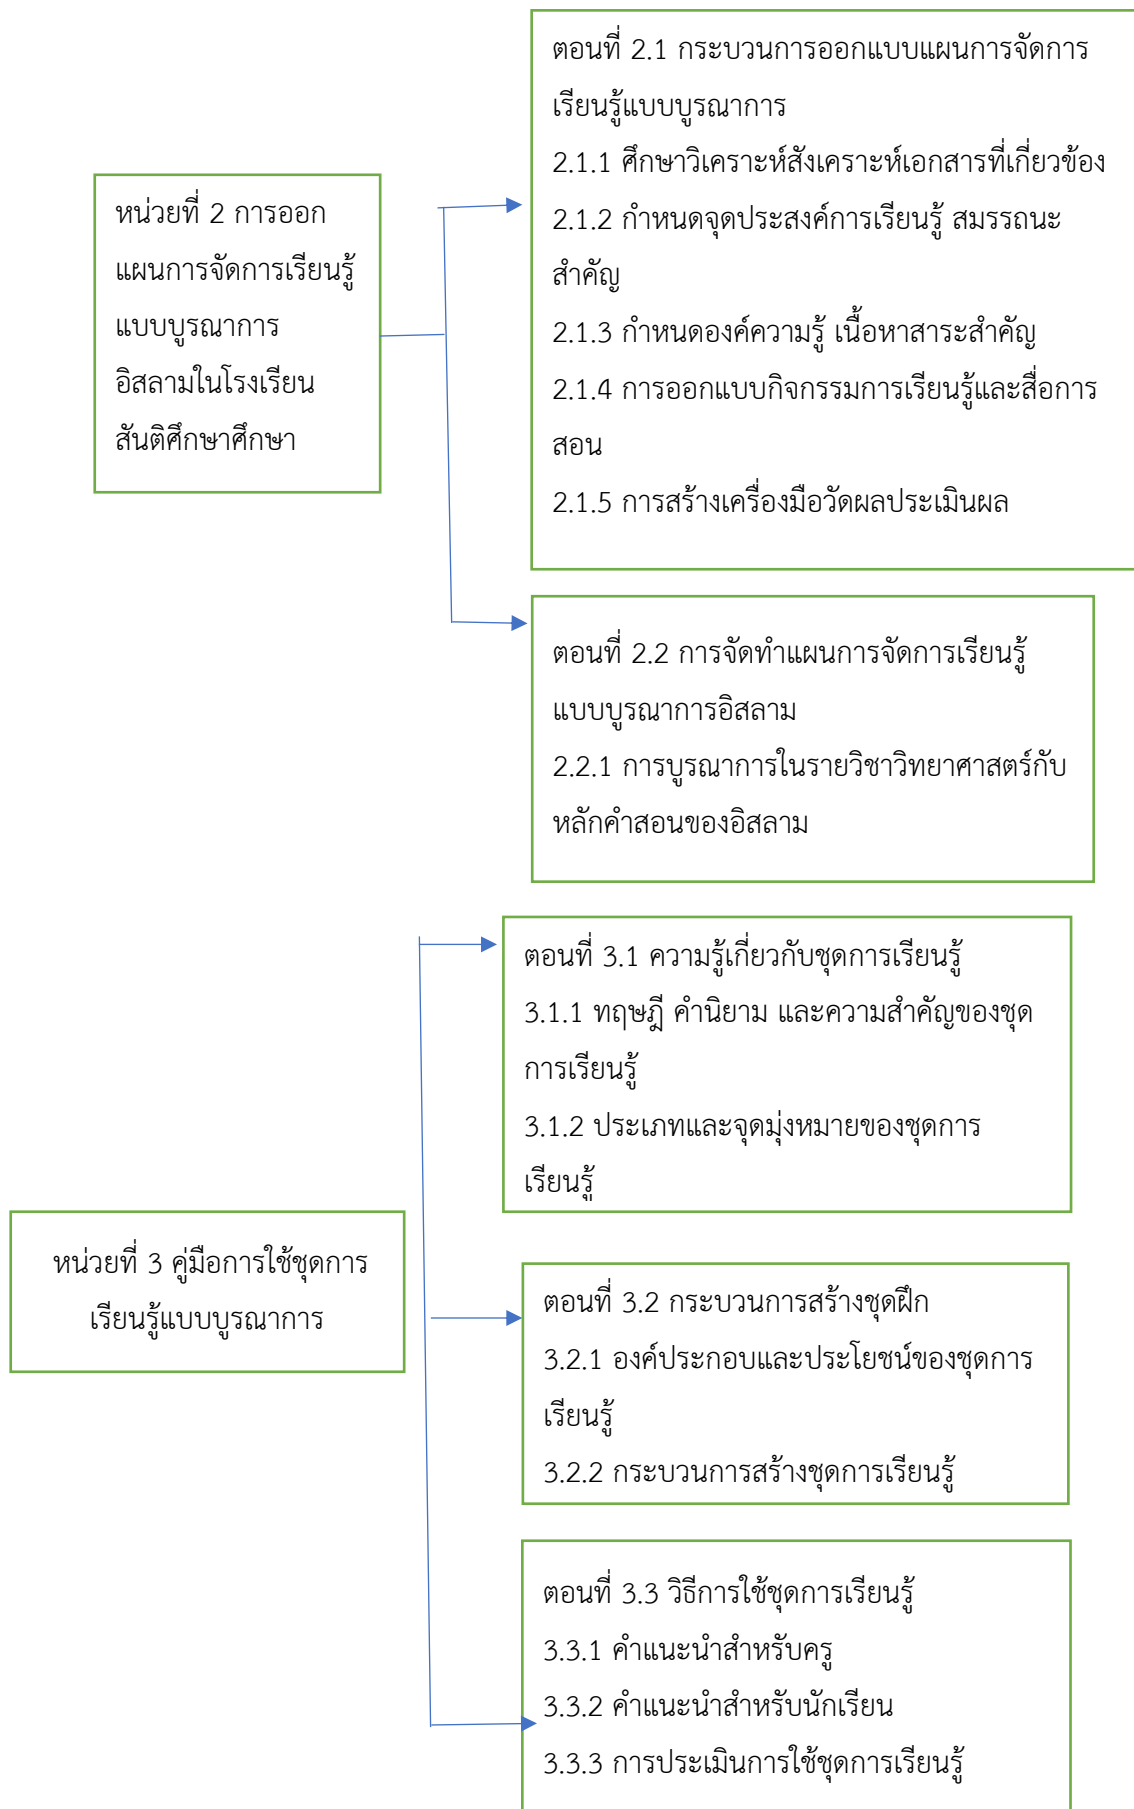 หน่วยที่ 2 การออก
แผนการจัดการเรียนรู้
แบบบูรณาการ
อิสลามในโรงเรียน
สันติศึกษาศึกษา
ตอนที่ 2.1 กระบวนการออกแบบแผนการจัดการ
เรียนรู้แบบบูรณาการ
2.1.1 ศึกษาวิเคราะห์สังเคราะห์เอกสารที่เกี่ยวข้อง
2.1.2 กำหนดจุดประสงค์การเรียนรู้ สมรรถนะ
สำคัญ
2.1.3 กำหนดองค์ความรู้ เนื้อหาสาระสำคัญ
2.1.4 การออกแบบกิจกรรมการเรียนรู้และสื่อการ
สอน
2.1.5 การสร้างเครื่องมือวัดผลประเมินผล
ตอนที่ 2.2 การจัดทำแผนการจัดการเรียนรู้
แบบบูรณาการอิสลาม
2.2.1 การบูรณาการในรายวิชาวิทยาศาสตร์กับ
หลักคำสอนของอิสลาม
หน่วยที่ 3 คู่มือการใช้ชุดการ
เรียนรู้แบบบูรณาการ
ตอนที่ 3.1 ความรู้เกี่ยวกับชุดการเรียนรู้
3.1.1 ทฤษฎี คำนิยาม และความสำคัญของชุด
การเรียนรู้
3.1.2 ประเภทและจุดมุ่งหมายของชุดการ
เรียนรู้
ตอนที่ 3.2 กระบวนการสร้างชุดฝึก
3.2.1 องค์ประกอบและประโยชน์ของชุดการ
เรียนรู้
3.2.2 กระบวนการสร้างชุดการเรียนรู้
ตอนที่ 3.3 วิธีการใช้ชุดการเรียนรู้
3.3.1 คำแนะนำสำหรับครู
3.3.2 คำแนะนำสำหรับนักเรียน
3.3.3 การประเมินการใช้ชุดการเรียนรู้